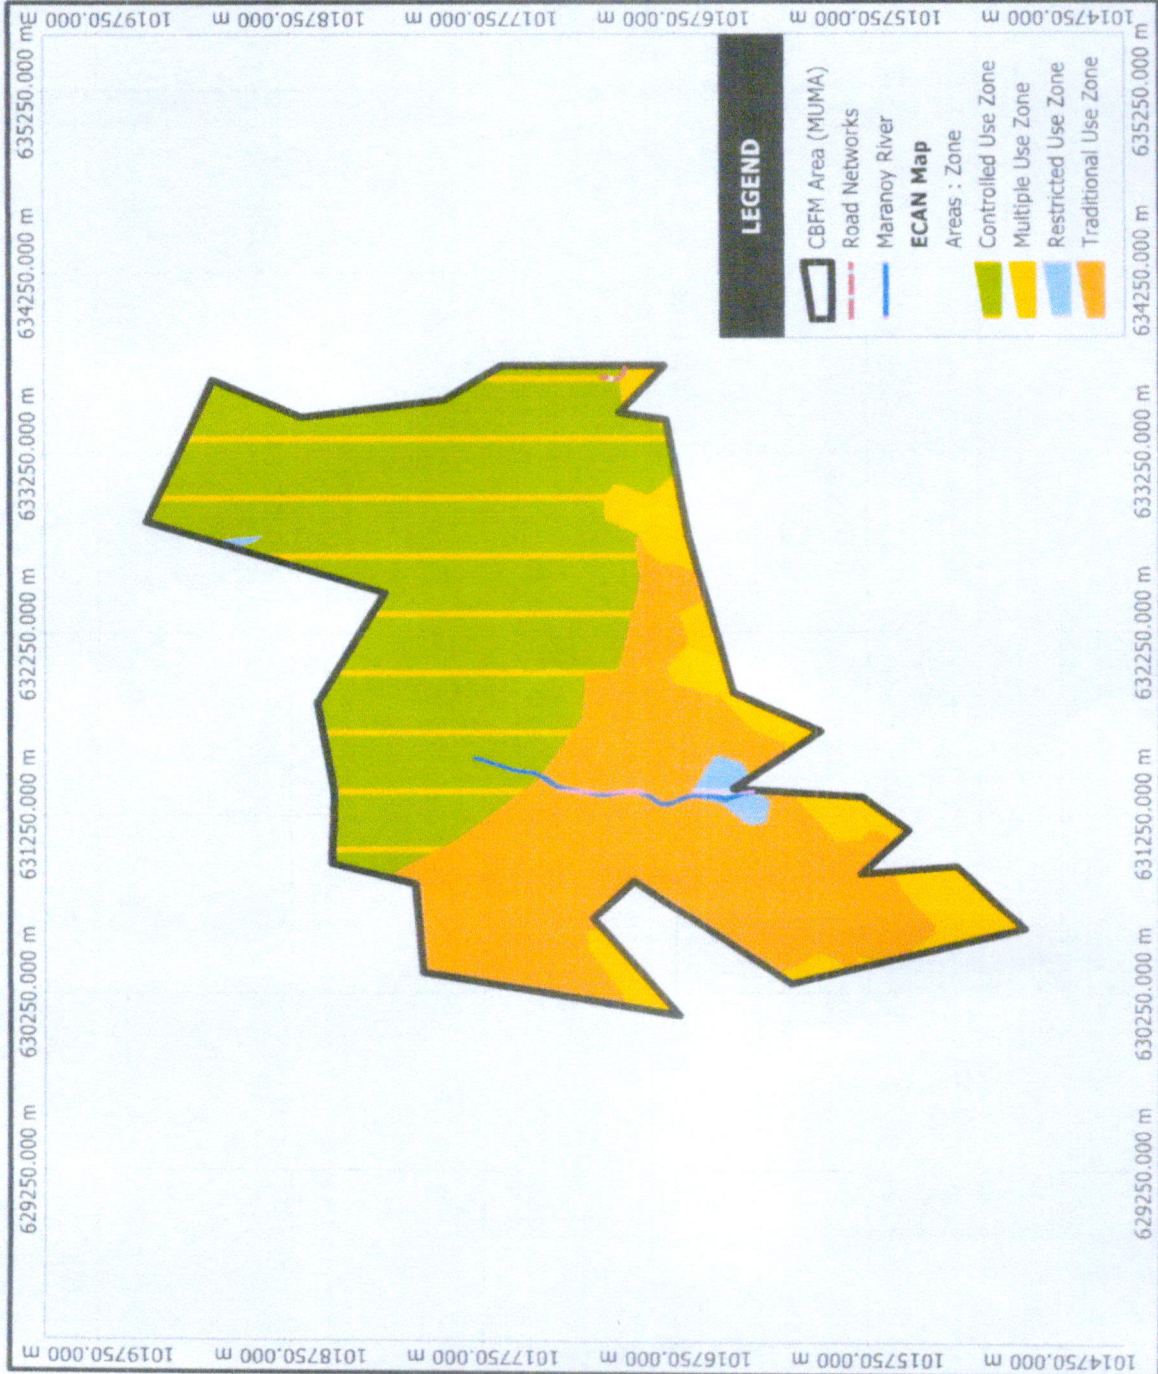 629250.000 m 630250.000 m 631250.000 m 632250.000 m 633250.000 m 634250.000 m 635250.000 m
1019750.000 m 1019750.000 m
1018750.000 m 1018750.000 m
1017750.000 m 1017750.000 m
1016750.000 m 1016750.000 m
1015750.000 m 1015750.000 m
1014750.000 m 1014750.000 m
LEGEND
CBFM Area (MUMA)
Road Networks
Maranoy River
ECAN Map
Areas : Zone
Controlled Use Zone
Multiple Use Zone
Restricted Use Zone
Traditional Use Zone
629250.000 m 630250.000 m 631250.000 m 632250.000 m 633250.000 m 634250.000 m 635250.000 m